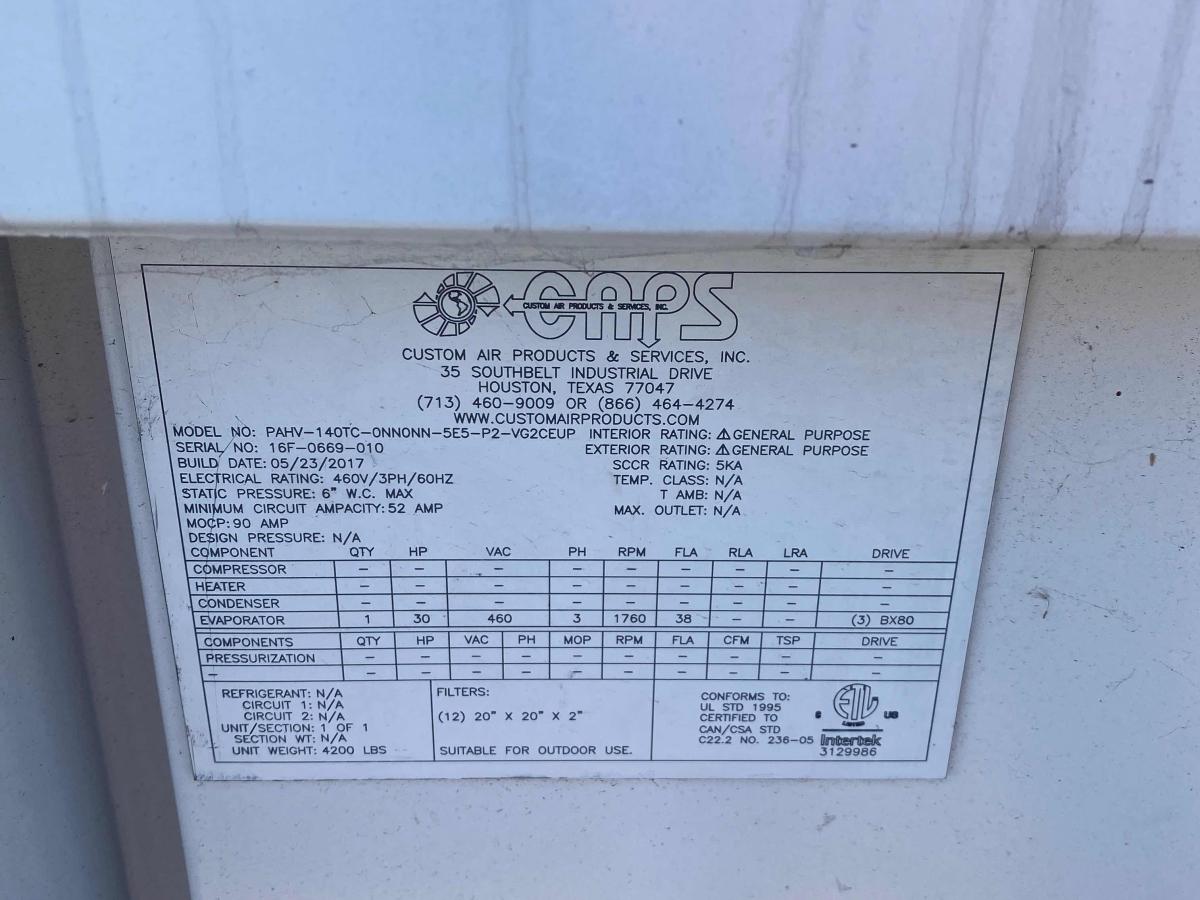 CAPS
CUSTOM AIR PRODUCTS & SERVICES, INC.
CUSTOM AIR PRODUCTS & SERVICES, INC.
35 SOUTHBELT INDUSTRIAL DRIVE
HOUSTON, TEXAS 77047
(713) 460-9009 OR (866) 464-4274
WWW.CUSTOMAIRPRODUCTS.COM
MODEL NO: PAHV-140TC-0NN0NN-5E5-P2-VG2CEUP INTERIOR RATING: ⚠ GENERAL PURPOSE
SERIAL NO: 16F-0669-010 EXTERIOR RATING: ⚠ GENERAL PURPOSE
BUILD DATE: 05/23/2017 SCCR RATING: 5KA
ELECTRICAL RATING: 460V/3PH/60HZ TEMP. CLASS: N/A
STATIC PRESSURE: 6" W.C. MAX T AMB: N/A
MINIMUM CIRCUIT AMPACITY: 52 AMP MAX. OUTLET: N/A
MOCP: 90 AMP
DESIGN PRESSURE: N/A
COMPONENT QTY HP VAC PH RPM FLA RLA LRA DRIVE
COMPRESSOR – – – – – – – – –
HEATER – – – – – – – – –
CONDENSER – – – – – – – – –
EVAPORATOR 1 30 460 3 1760 38 – – (3) BX80
COMPONENTS QTY HP VAC PH MOP RPM FLA CFM TSP DRIVE
PRESSURIZATION – – – – – – – – – –
– – – – – – – – – – –
REFRIGERANT: N/A
CIRCUIT 1: N/A
CIRCUIT 2: N/A
UNIT/SECTION: 1 OF 1
SECTION WT: N/A
UNIT WEIGHT: 4200 LBS
FILTERS:
(12) 20" X 20" X 2"
SUITABLE FOR OUTDOOR USE.
CONFORMS TO:
UL STD 1995
CERTIFIED TO
CAN/CSA STD
C22.2 NO. 236-05
ETL
LISTED
C US
Intertek
3129986